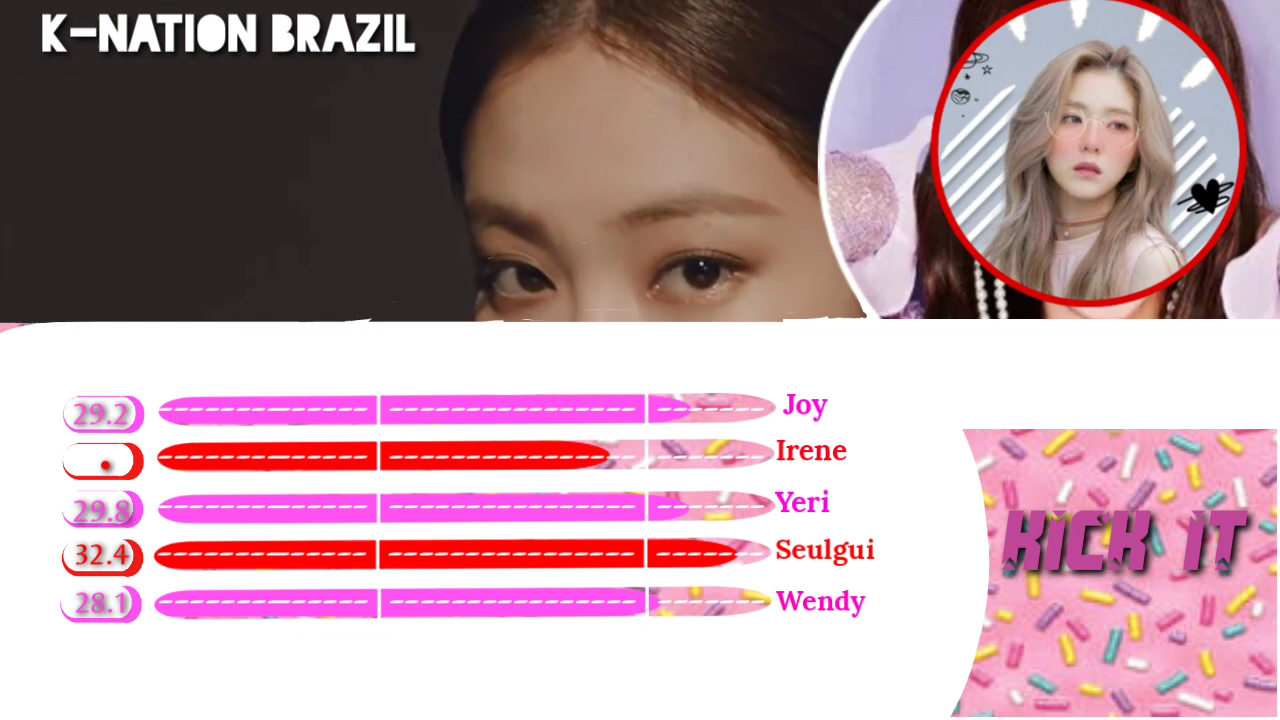 K-NATION BRAZIL
29.2 Joy
. Irene
29.8 Yeri
32.4 Seulgui
28.1 Wendy
KICK IT